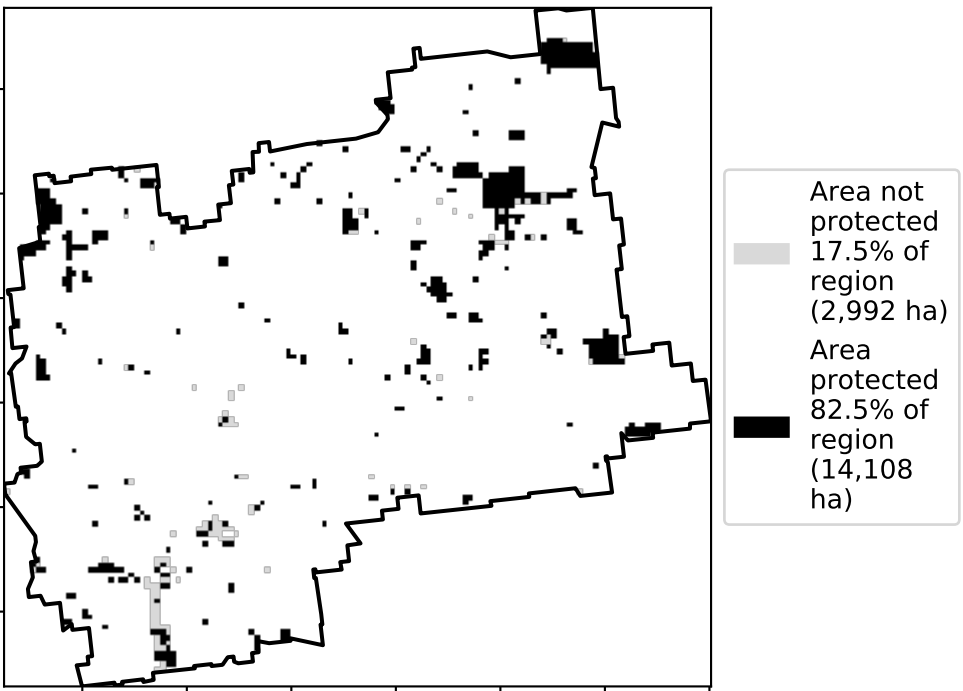 Area not
protected
17.5% of
region
(2,992 ha)
Area
protected
82.5% of
region
(14,108
ha)